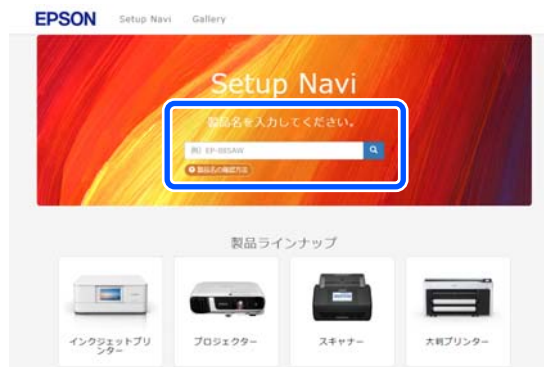 EPSON Setup Navi Gallery
Setup Navi
製品名を入力してください。
例) EP-885AW
製品名の確認方法
製品ラインナップ
インクジェットプリ
ンター
プロジェクター
スキャナー
大判プリンター